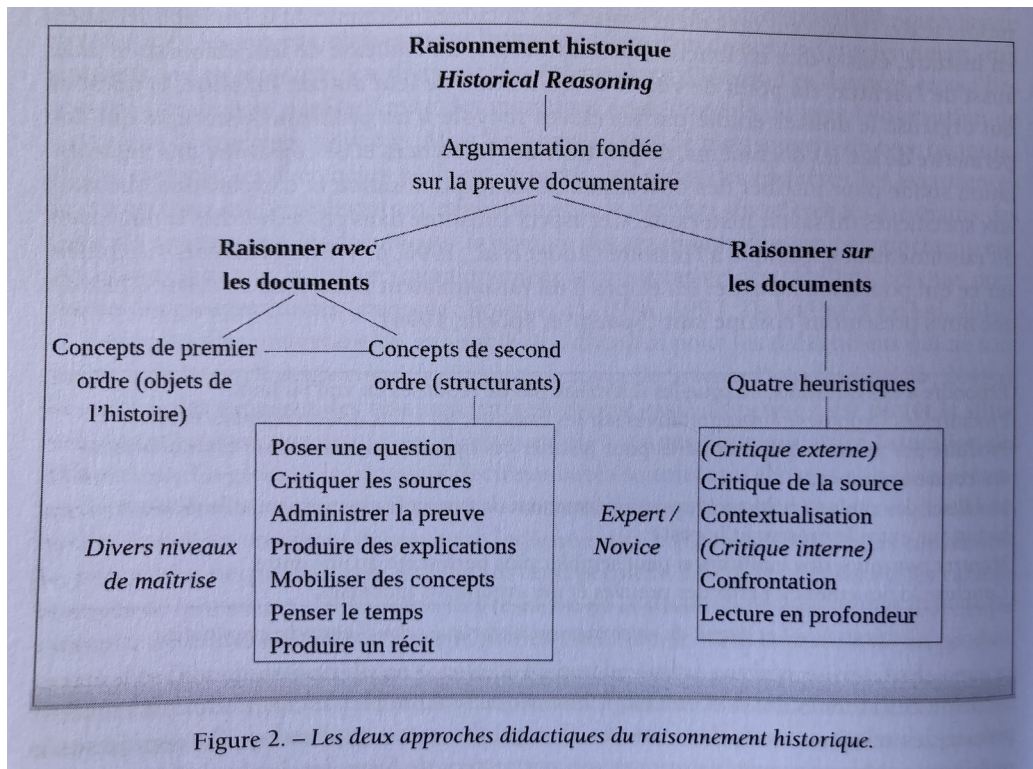 Raisonnement historique
Historical Reasoning
Argumentation fondée
sur la preuve documentaire
Raisonner avec
les documents
Raisonner sur
les documents
Concepts de premier
ordre (objets de
l’histoire)
Concepts de second
ordre (structurants)
Quatre heuristiques
Divers niveaux
de maîtrise
Poser une question
Critiquer les sources
Administrer la preuve
Produire des explications
Mobiliser des concepts
Penser le temps
Produire un récit
Expert /
Novice
(Critique externe)
Critique de la source
Contextualisation
(Critique interne)
Confrontation
Lecture en profondeur
Figure 2. – Les deux approches didactiques du raisonnement historique.